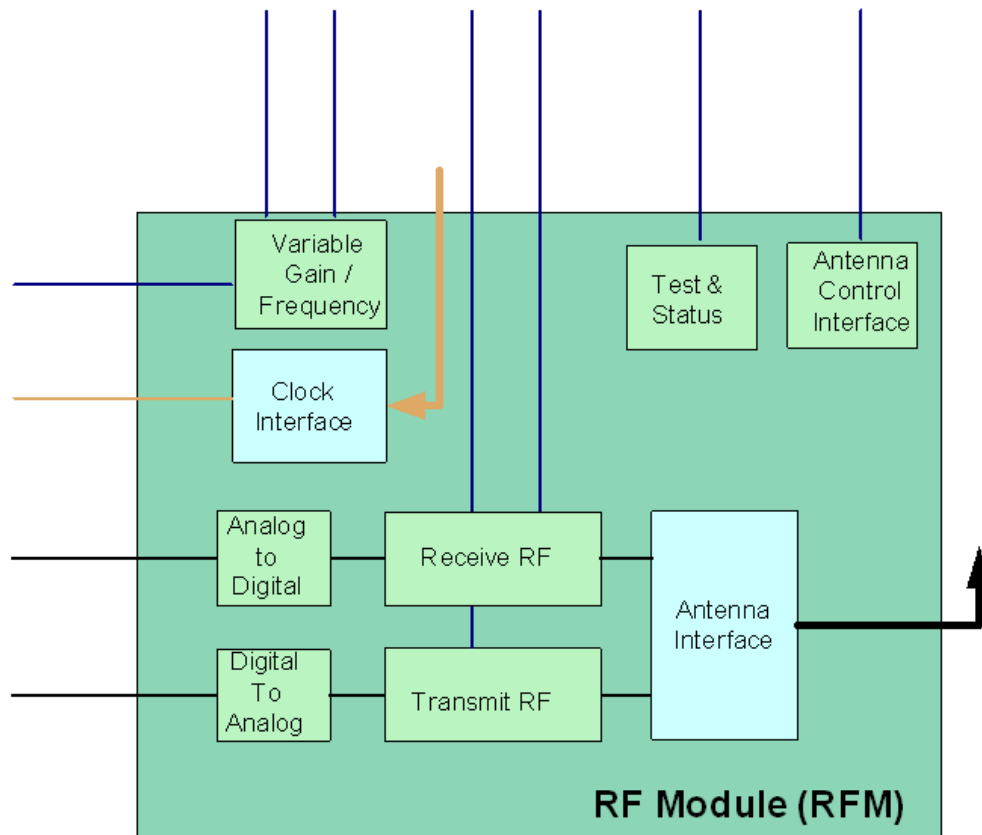 Variable
Gain /
Frequency
Test &
Status
Antenna
Control
Interface
Clock
Interface
Analog
to
Digital
Receive RF
Antenna
Interface
Digital
To
Analog
Transmit RF
RF Module (RFM)